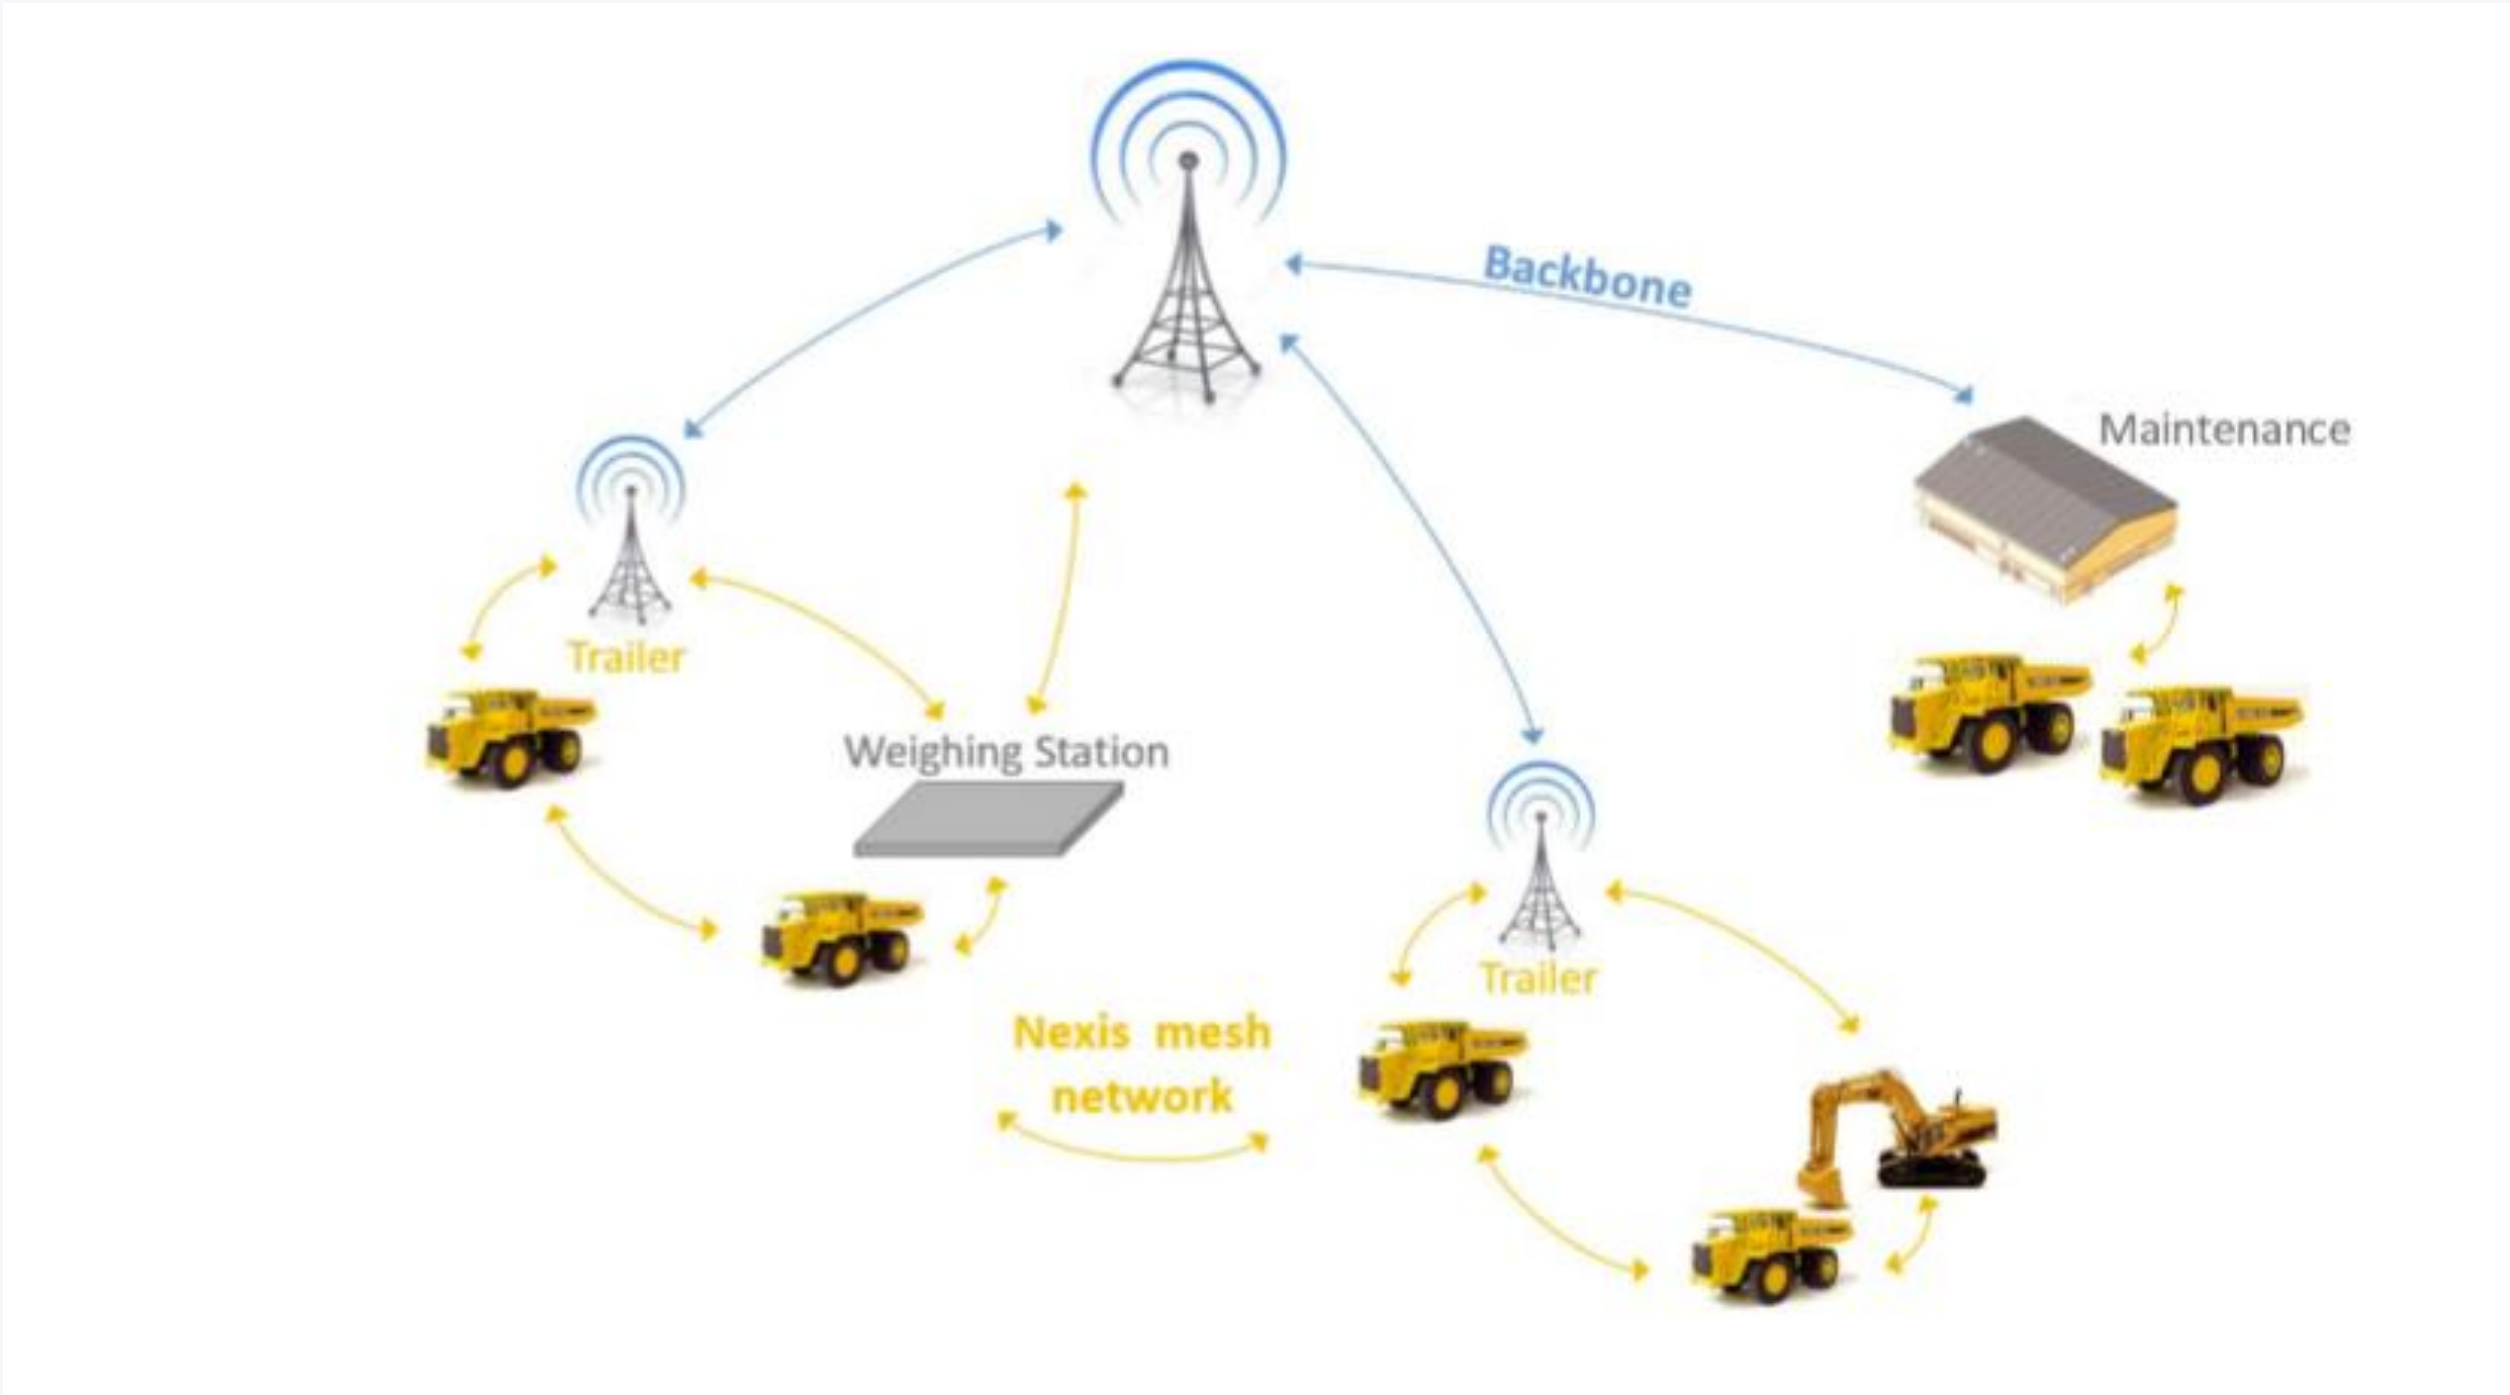 Backbone
Maintenance
Trailer
Weighing Station
Trailer
Nexis mesh
network